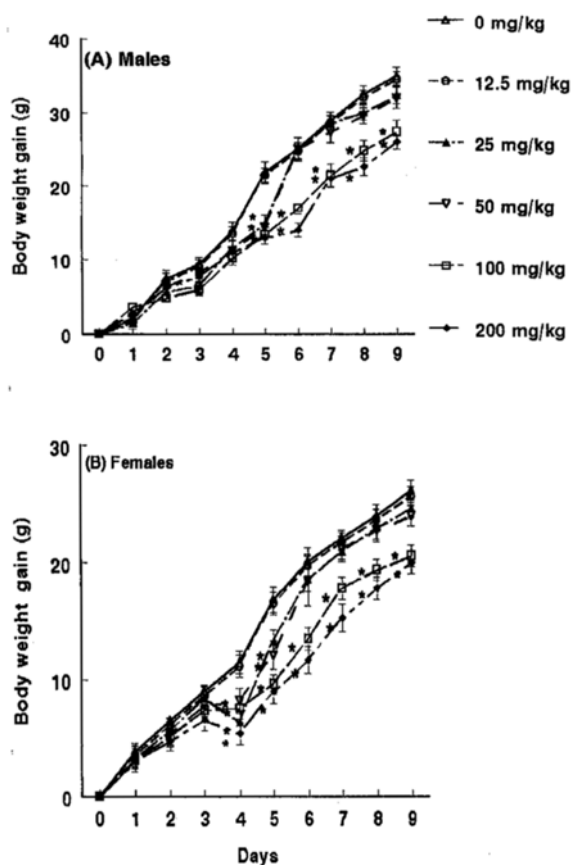 (A) Males
Body weight gain (g)
40
30
20
10
0
0 1 2 3 4 5 6 7 8 9
0 mg/kg
12.5 mg/kg
25 mg/kg
50 mg/kg
100 mg/kg
200 mg/kg
(B) Females
Body weight gain (g)
30
20
10
0
0 1 2 3 4 5 6 7 8 9
Days